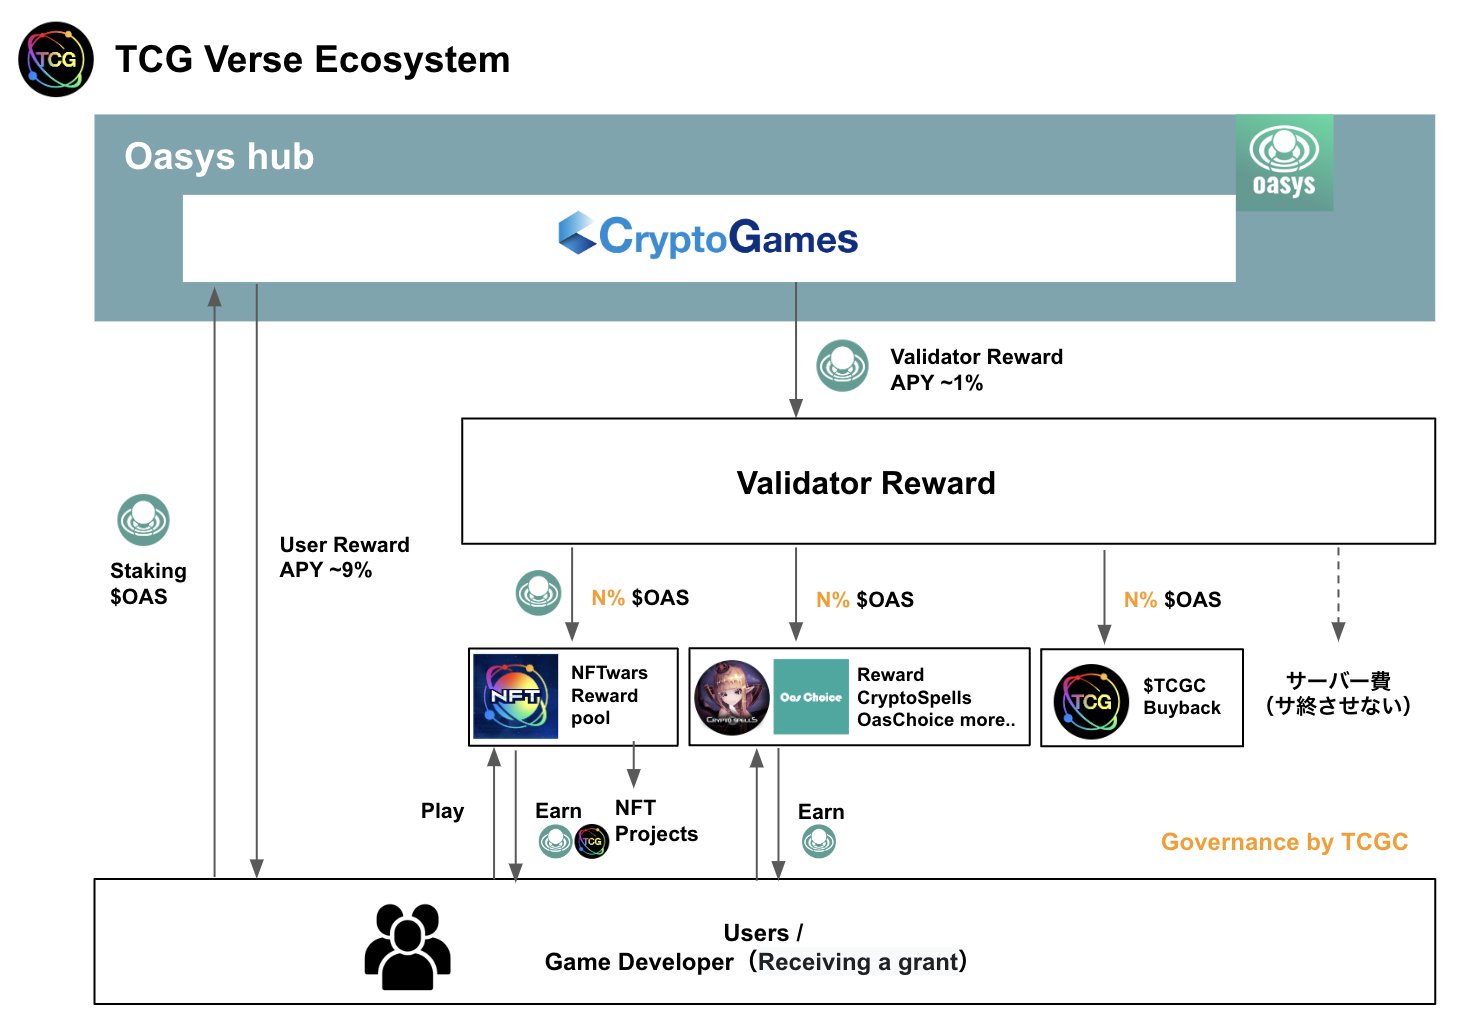 TCG
TCG Verse Ecosystem
Oasys hub
oasys
CryptoGames
Validator Reward
APY ~1%
Validator Reward
Staking
$OAS
User Reward
APY ~9%
N% $OAS
N% $OAS
N% $OAS
NFT
NFTwars
Reward
pool
CRYPTO SPELLS
Oas Choice
Reward
CryptoSpells
OasChoice more..
TCG
$TCGC
Buyback
サーバー費
（サ終させない）
Play
Earn
TCG
NFT
Projects
Earn
Governance by TCGC
Users /
Game Developer（Receiving a grant）